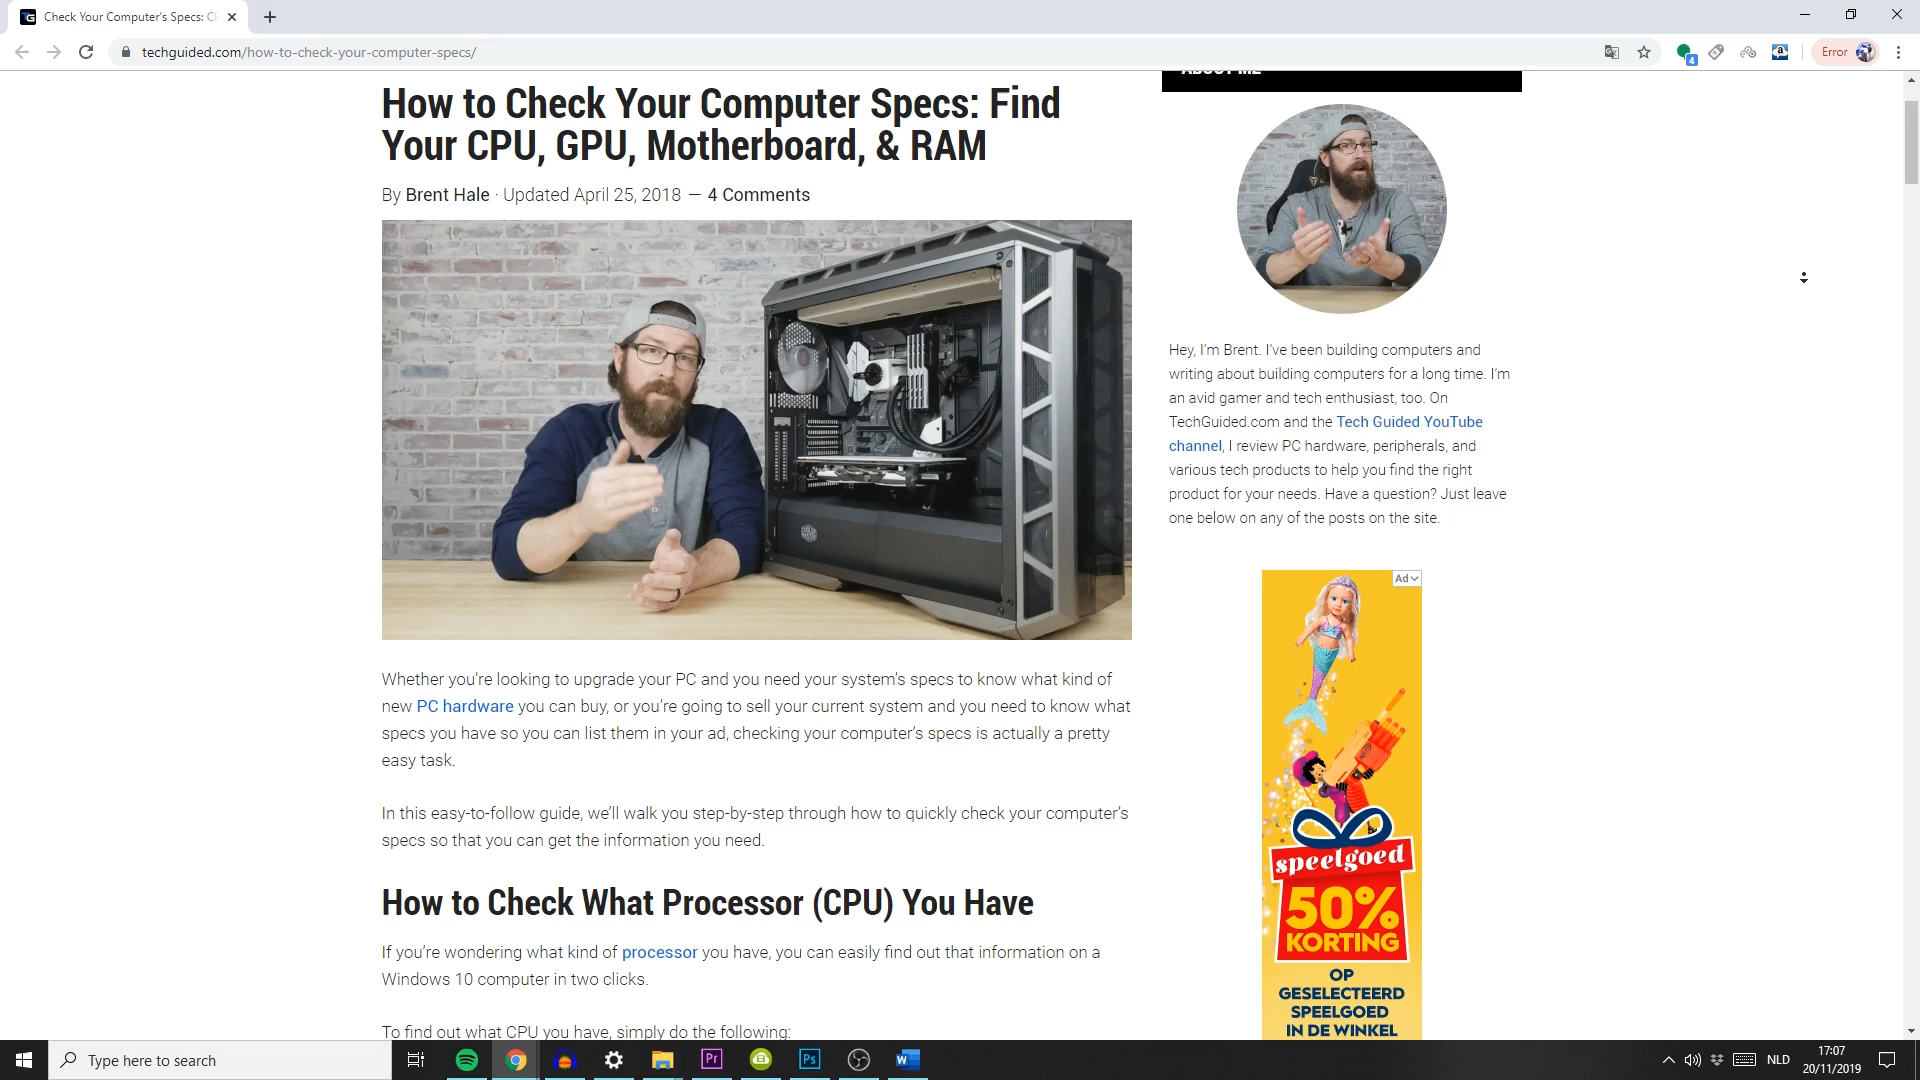 Check Your Computer's Specs: CP
techguided.com/how-to-check-your-computer-specs/
4
Error
How to Check Your Computer Specs: Find
Your CPU, GPU, Motherboard, & RAM
By Brent Hale · Updated April 25, 2018 — 4 Comments
Whether you’re looking to upgrade your PC and you need your system’s specs to know what kind of
new PC hardware you can buy, or you’re going to sell your current system and you need to know what
specs you have so you can list them in your ad, checking your computer’s specs is actually a pretty
easy task.
In this easy-to-follow guide, we’ll walk you step-by-step through how to quickly check your computer’s
specs so that you can get the information you need.
How to Check What Processor (CPU) You Have
If you’re wondering what kind of processor you have, you can easily find out that information on a
Windows 10 computer in two clicks.
To find out what CPU you have, simply do the following:
ABOUT ME
Hey, I’m Brent. I’ve been building computers and
writing about building computers for a long time. I’m
an avid gamer and tech enthusiast, too. On
TechGuided.com and the Tech Guided YouTube
channel, I review PC hardware, peripherals, and
various tech products to help you find the right
product for your needs. Have a question? Just leave
one below on any of the posts on the site.
Ad
speelgoed
50%
KORTING
OP
GESELECTEERD
SPEELGOED
IN DE WINKEL
Type here to search
Pr
Ps
W
NLD
17:07
20/11/2019